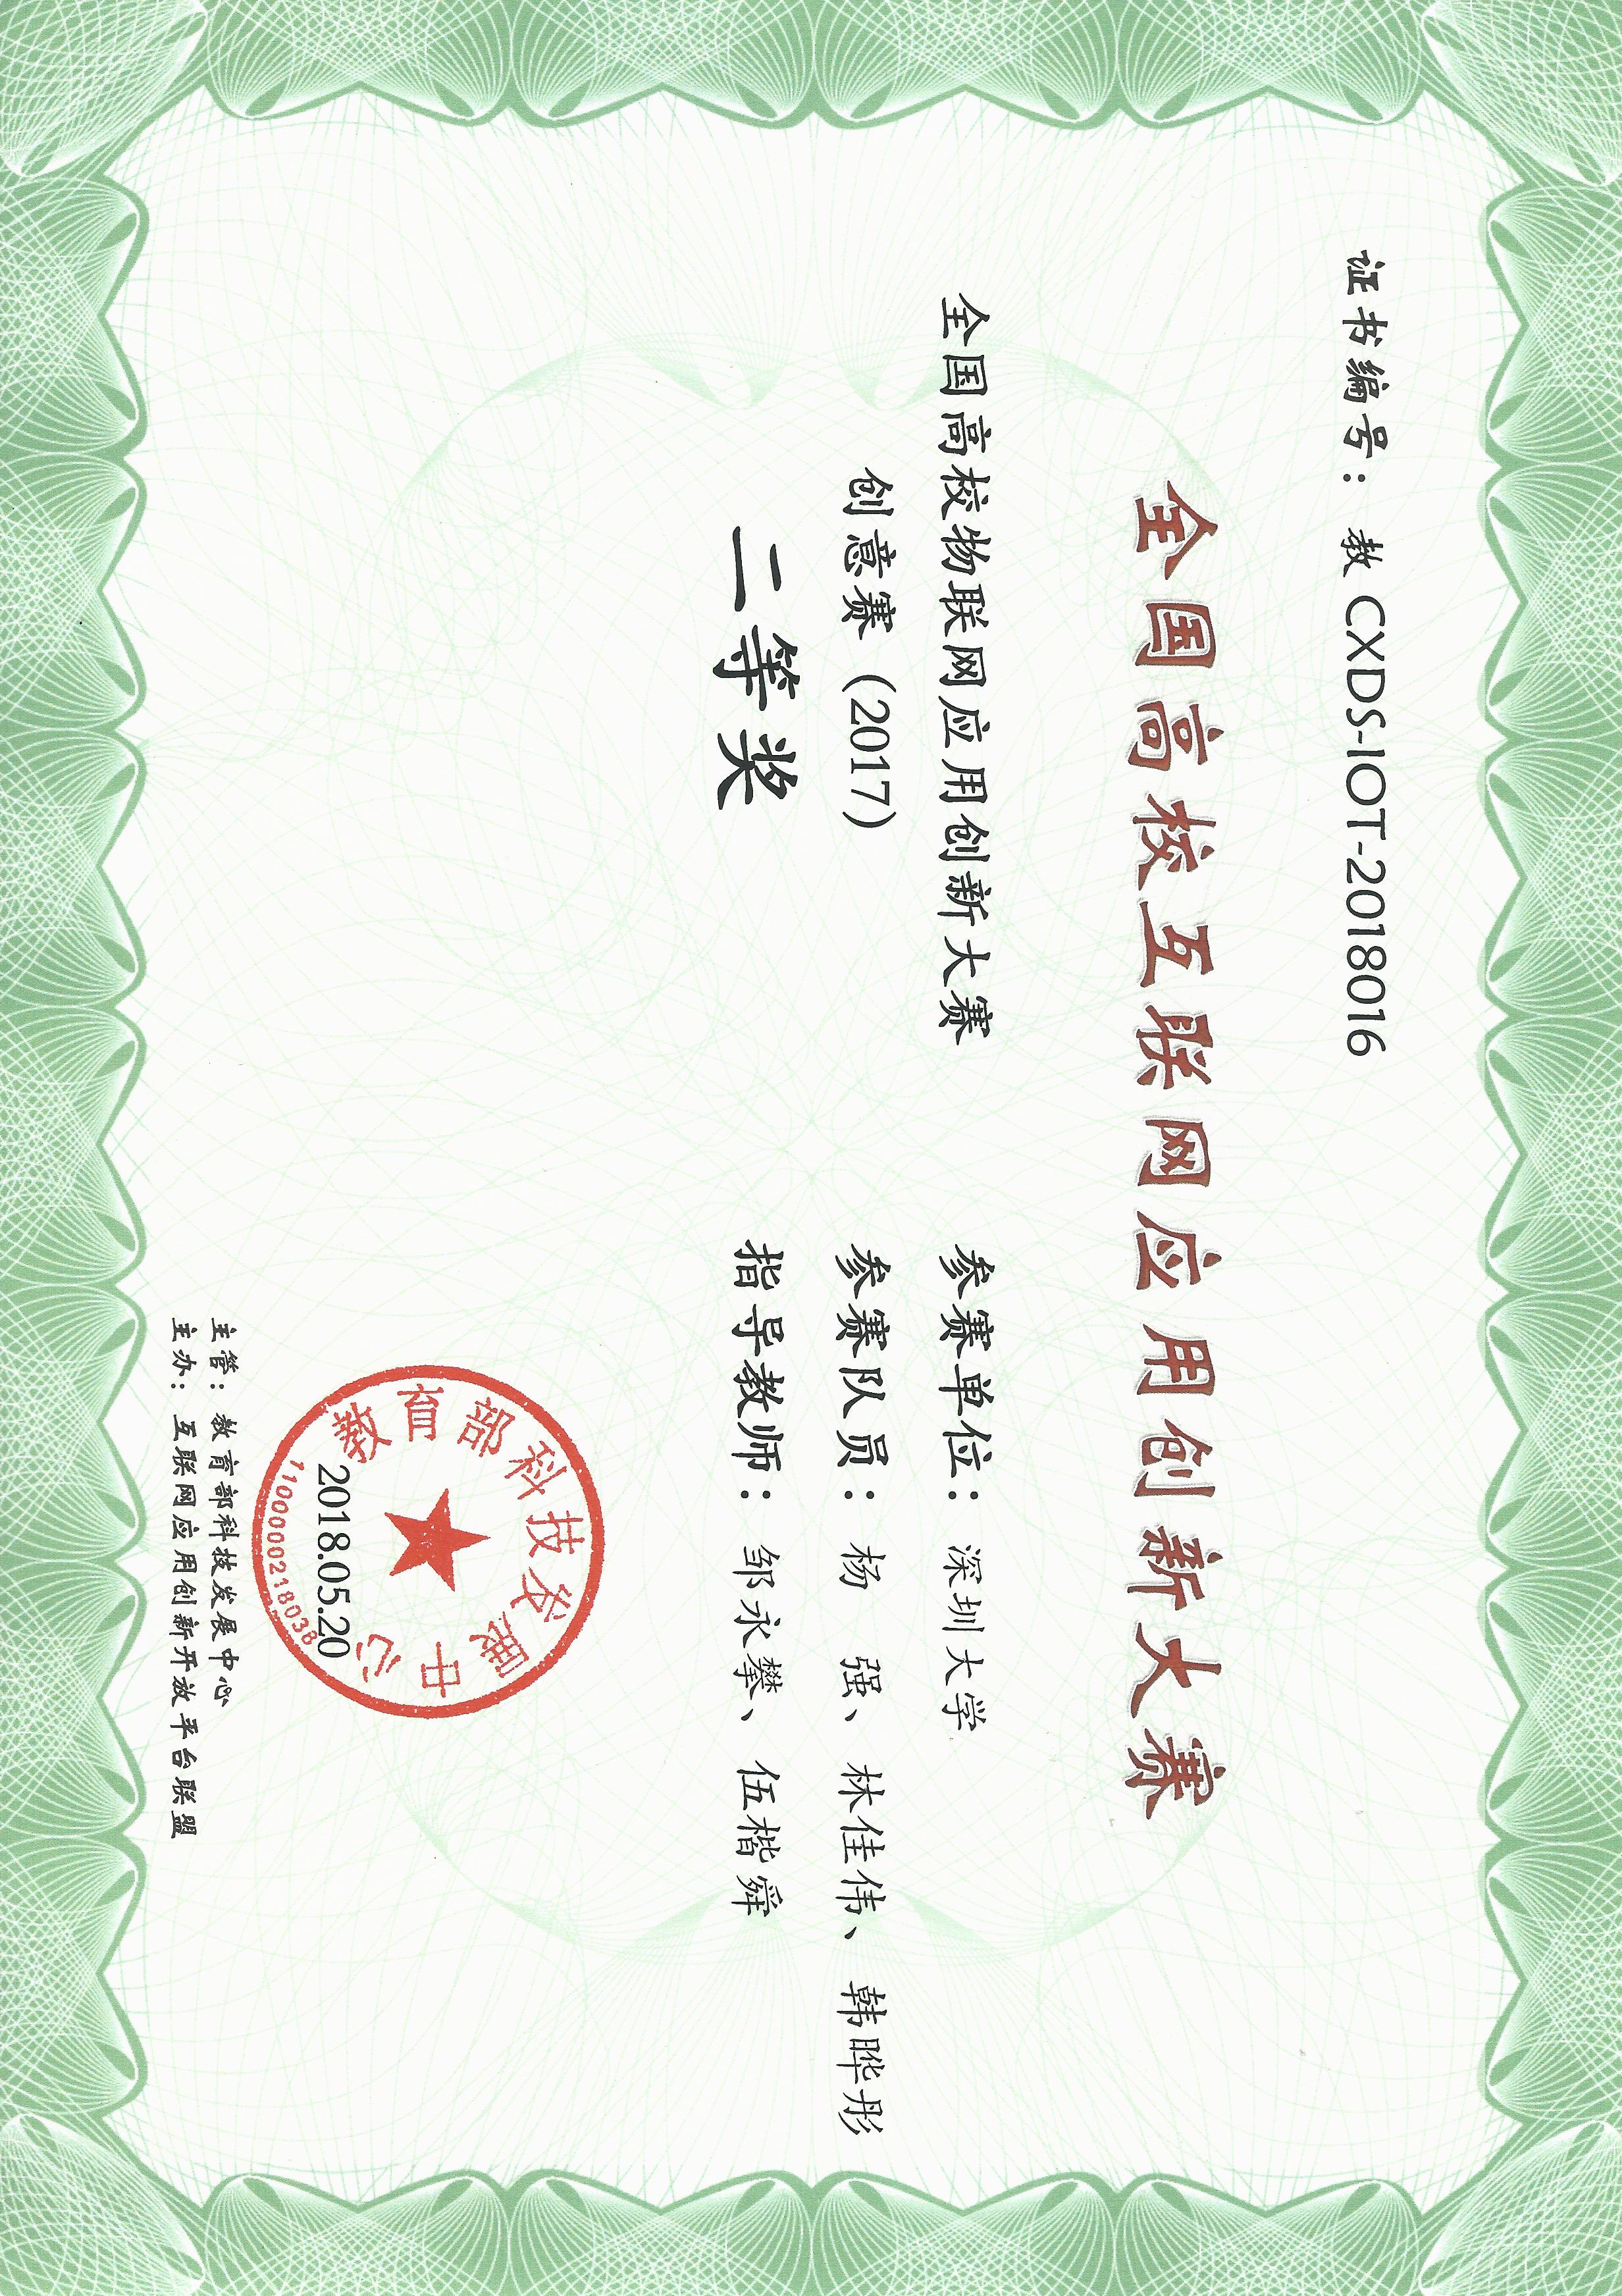 证书编号：教 CXDS-IOT-2018016
全国高校互联网应用创新大赛
全国高校物联网应用创新大赛
创意赛（2017）
二等奖
参赛单位：深圳大学
参赛队员：杨　强、林佳伟、韩晔彤
指导教师：邹永攀、伍楷舜
教育部科技发展中心
2018.05.20
1100000218038
主管：教育部科技发展中心
主办：互联网应用创新开放平台联盟